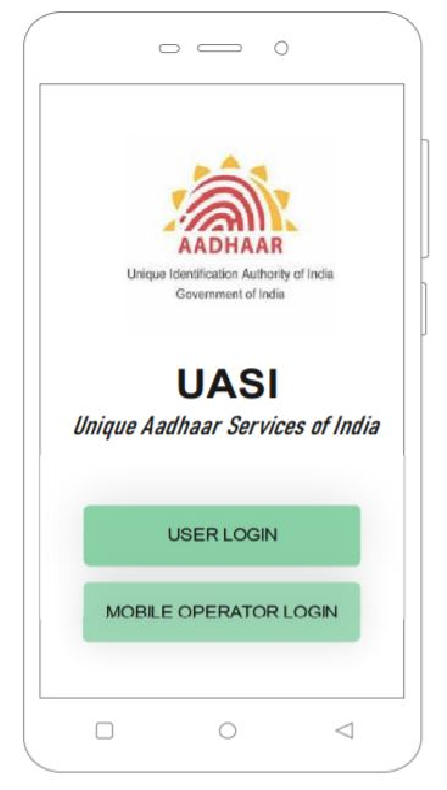 AADHAAR
Unique Identification Authority of India
Government of India
UASI
Unique Aadhaar Services of India
USER LOGIN
MOBILE OPERATOR LOGIN